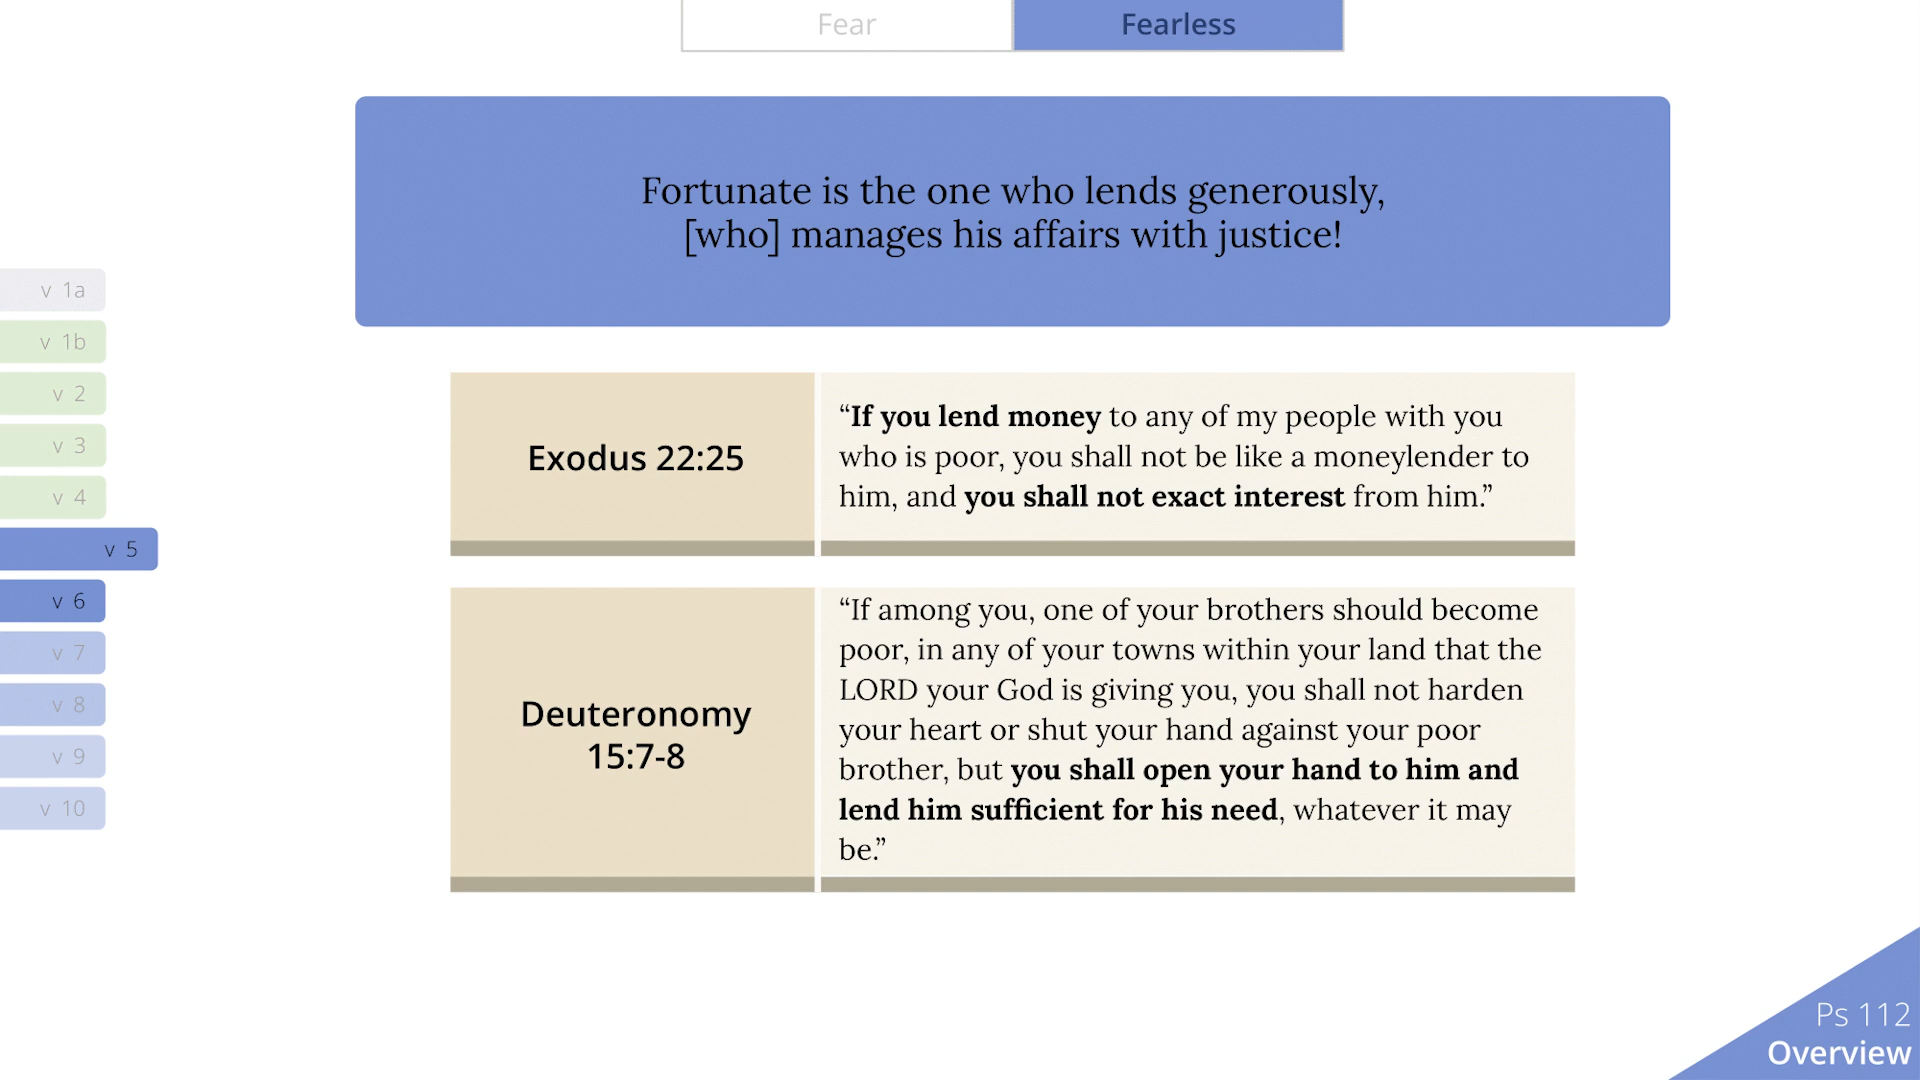 Fear
Fearless
Fortunate is the one who lends generously,
[who] manages his affairs with justice!
v 1a
v 1b
v 2
v 3
v 4
v 5
v 6
v 7
v 8
v 9
v 10
Exodus 22:25
“If you lend money to any of my people with you
who is poor, you shall not be like a moneylender to
him, and you shall not exact interest from him.”
Deuteronomy
15:7-8
“If among you, one of your brothers should become
poor, in any of your towns within your land that the
LORD your God is giving you, you shall not harden
your heart or shut your hand against your poor
brother, but you shall open your hand to him and
lend him sufficient for his need, whatever it may
be.”
Ps 112
Overview